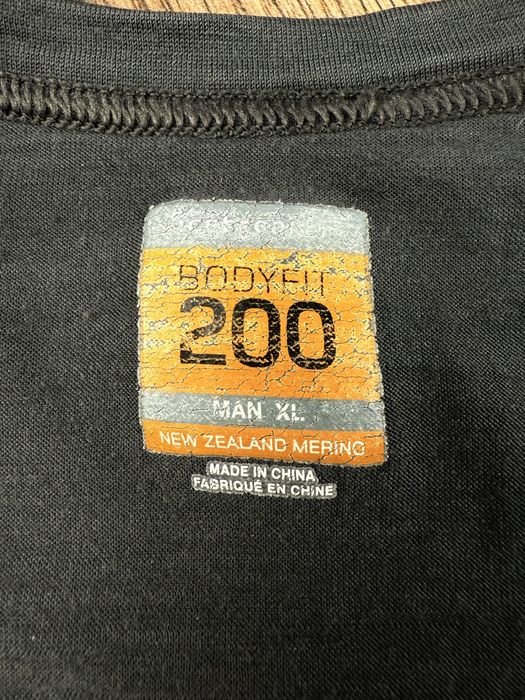 BODYFIT
200
MAN XL
NEW ZEALAND MERINO
MADE IN CHINA
FABRIQUÉ EN CHINE